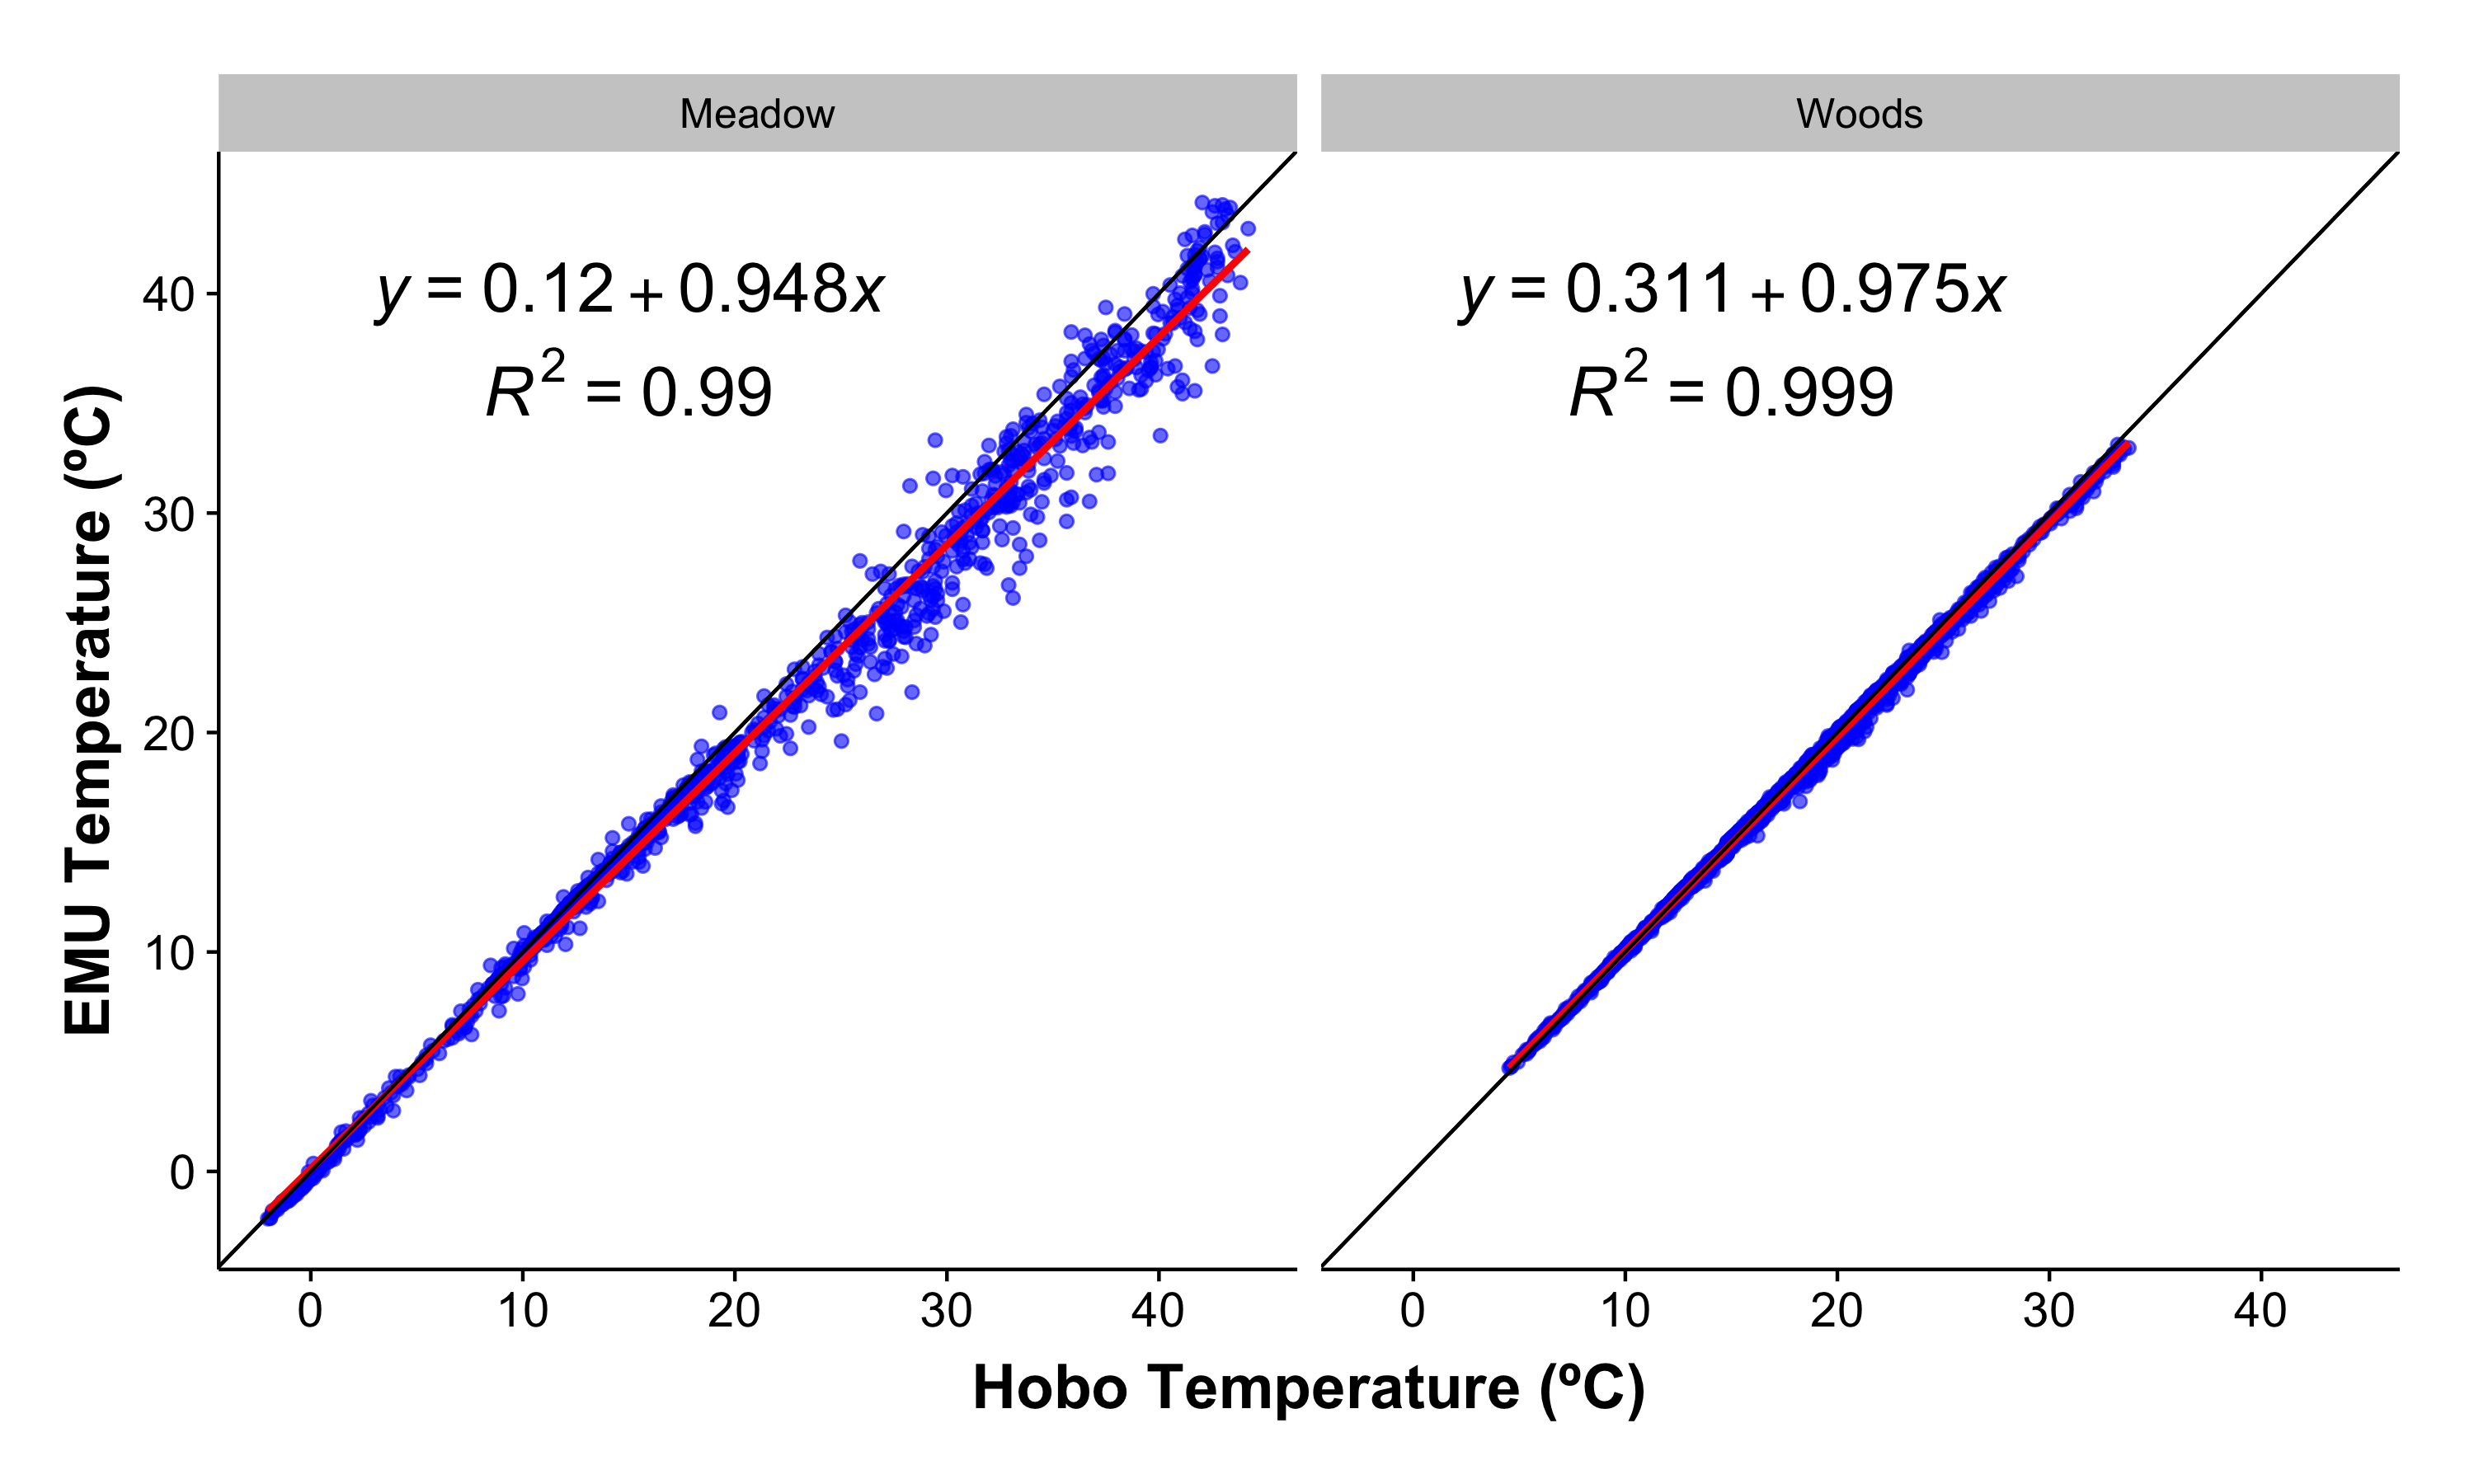 Meadow
Woods
y = 0.12 + 0.948x
R² = 0.99
y = 0.311 + 0.975x
R² = 0.999
EMU Temperature (ºC)
40
30
20
10
0
0 10 20 30 40
0 10 20 30 40
Hobo Temperature (ºC)